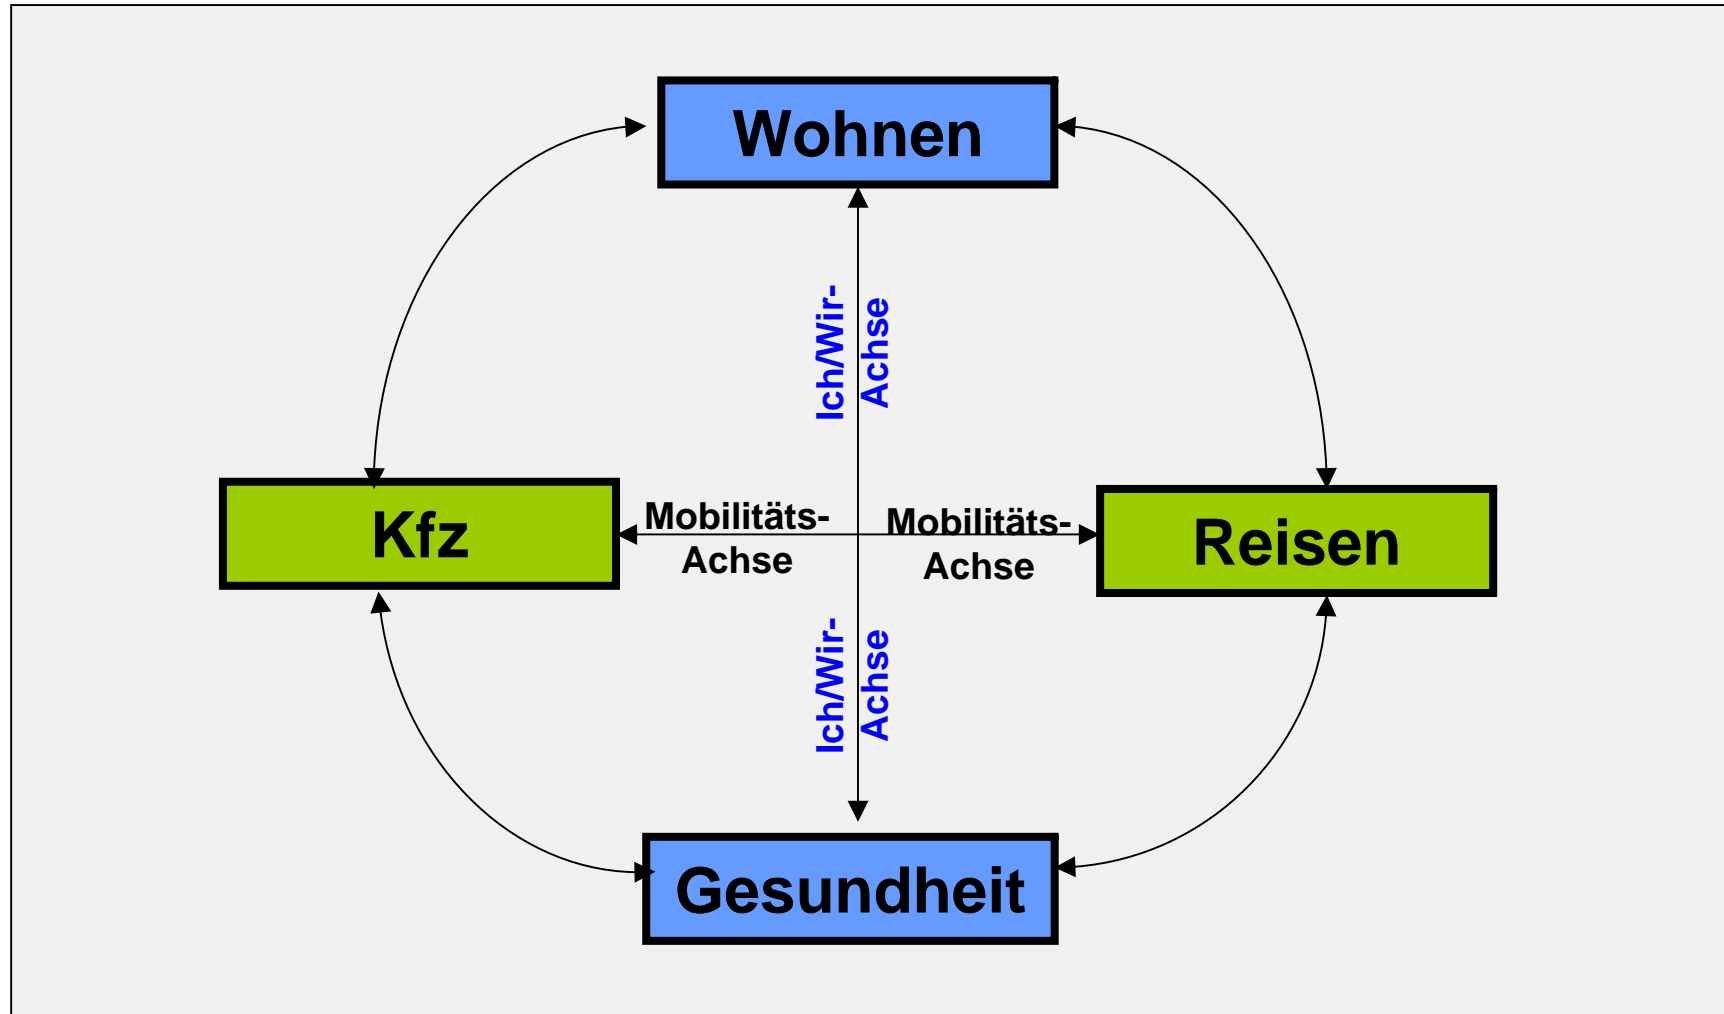 Wohnen
Ich/Wir-
Achse
Kfz
Mobilitäts-
Achse
Mobilitäts-
Achse
Reisen
Ich/Wir-
Achse
Gesundheit